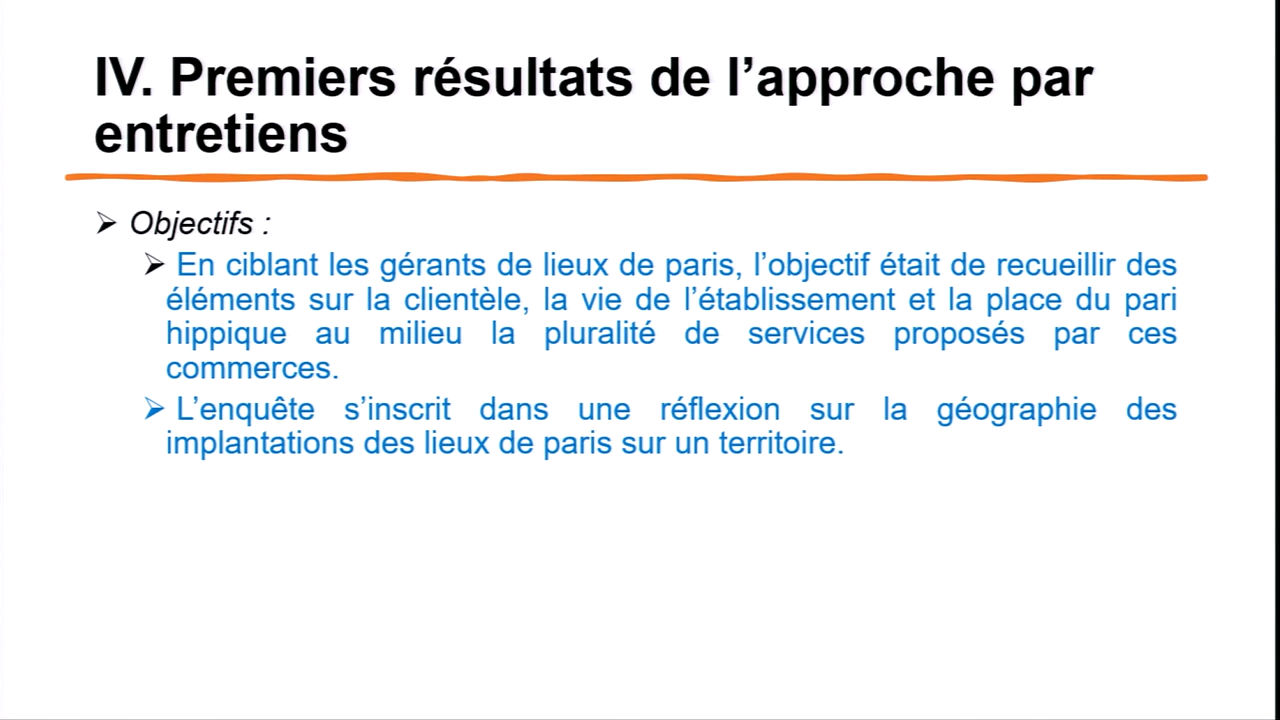 IV. Premiers résultats de l’approche par
entretiens
➢ Objectifs :
➢ En ciblant les gérants de lieux de paris, l’objectif était de recueillir des
éléments sur la clientèle, la vie de l’établissement et la place du pari
hippique au milieu la pluralité de services proposés par ces
commerces.
➢ L’enquête s’inscrit dans une réflexion sur la géographie des
implantations des lieux de paris sur un territoire.